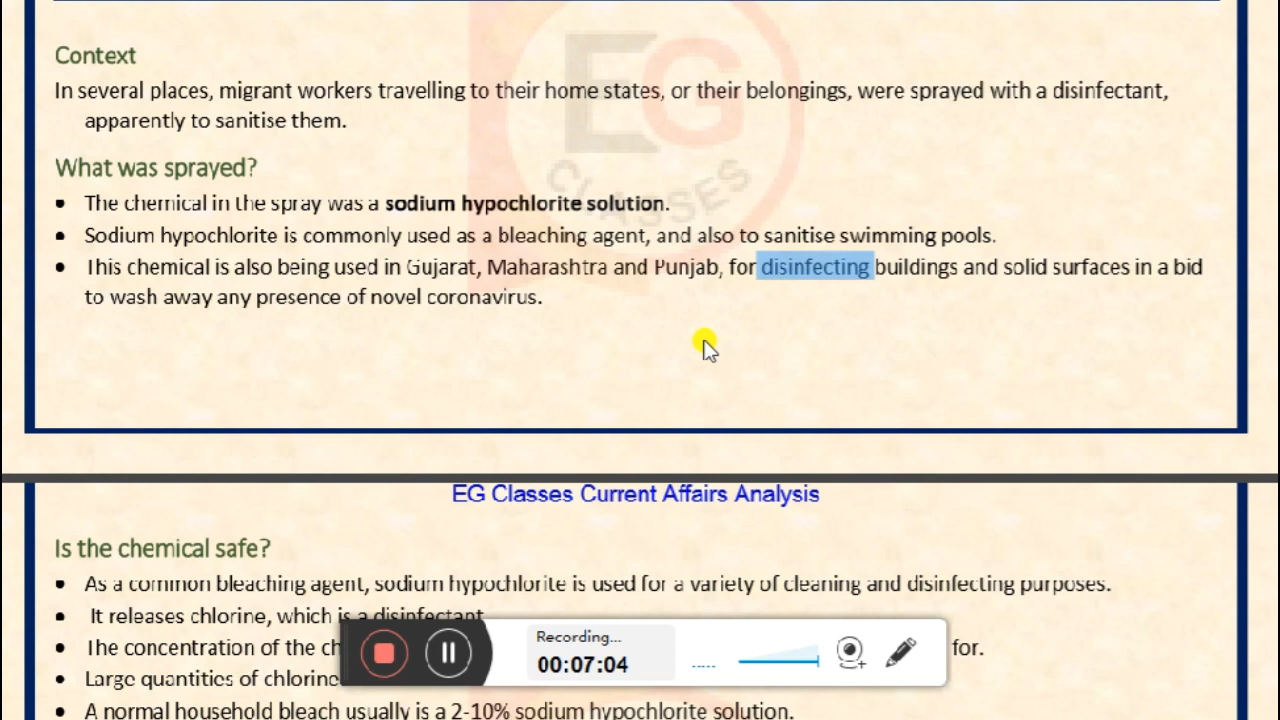 EG
CLASSES
Context
In several places, migrant workers travelling to their home states, or their belongings, were sprayed with a disinfectant,
apparently to sanitise them.
What was sprayed?
• The chemical in the spray was a sodium hypochlorite solution.
• Sodium hypochlorite is commonly used as a bleaching agent, and also to sanitise swimming pools.
• This chemical is also being used in Gujarat, Maharashtra and Punjab, for disinfecting buildings and solid surfaces in a bid
to wash away any presence of novel coronavirus.
EG Classes Current Affairs Analysis
Is the chemical safe?
• As a common bleaching agent, sodium hypochlorite is used for a variety of cleaning and disinfecting purposes.
• It releases chlorine, which is a disinfectant
• The concentration of the ch for.
• Large quantities of chlorine
• A normal household bleach usually is a 2-10% sodium hypochlorite solution.
Recording...
00:07:04